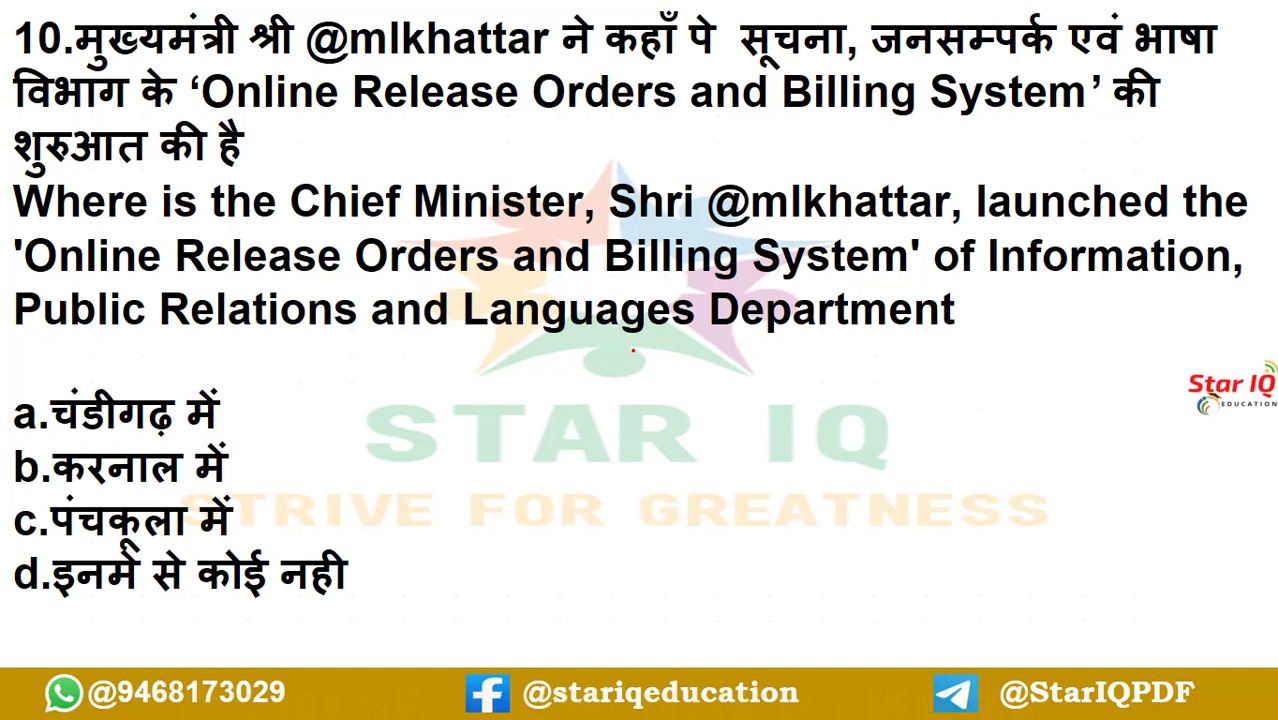 10.मुख्यमंत्री श्री @mlkhattar ने कहाँ पे सूचना, जनसम्पर्क एवं भाषा
विभाग के ‘Online Release Orders and Billing System’ की
शुरुआत की है
Where is the Chief Minister, Shri @mlkhattar, launched the
'Online Release Orders and Billing System' of Information,
Public Relations and Languages Department
a.चंडीगढ़ में
b.करनाल में
c.पंचकूला में
d.इनमे से कोई नही
STAR IQ
STRIVE FOR GREATNESS
Star IQ
EDUCATION
@9468173029 @stariqeducation @StarIQPDF